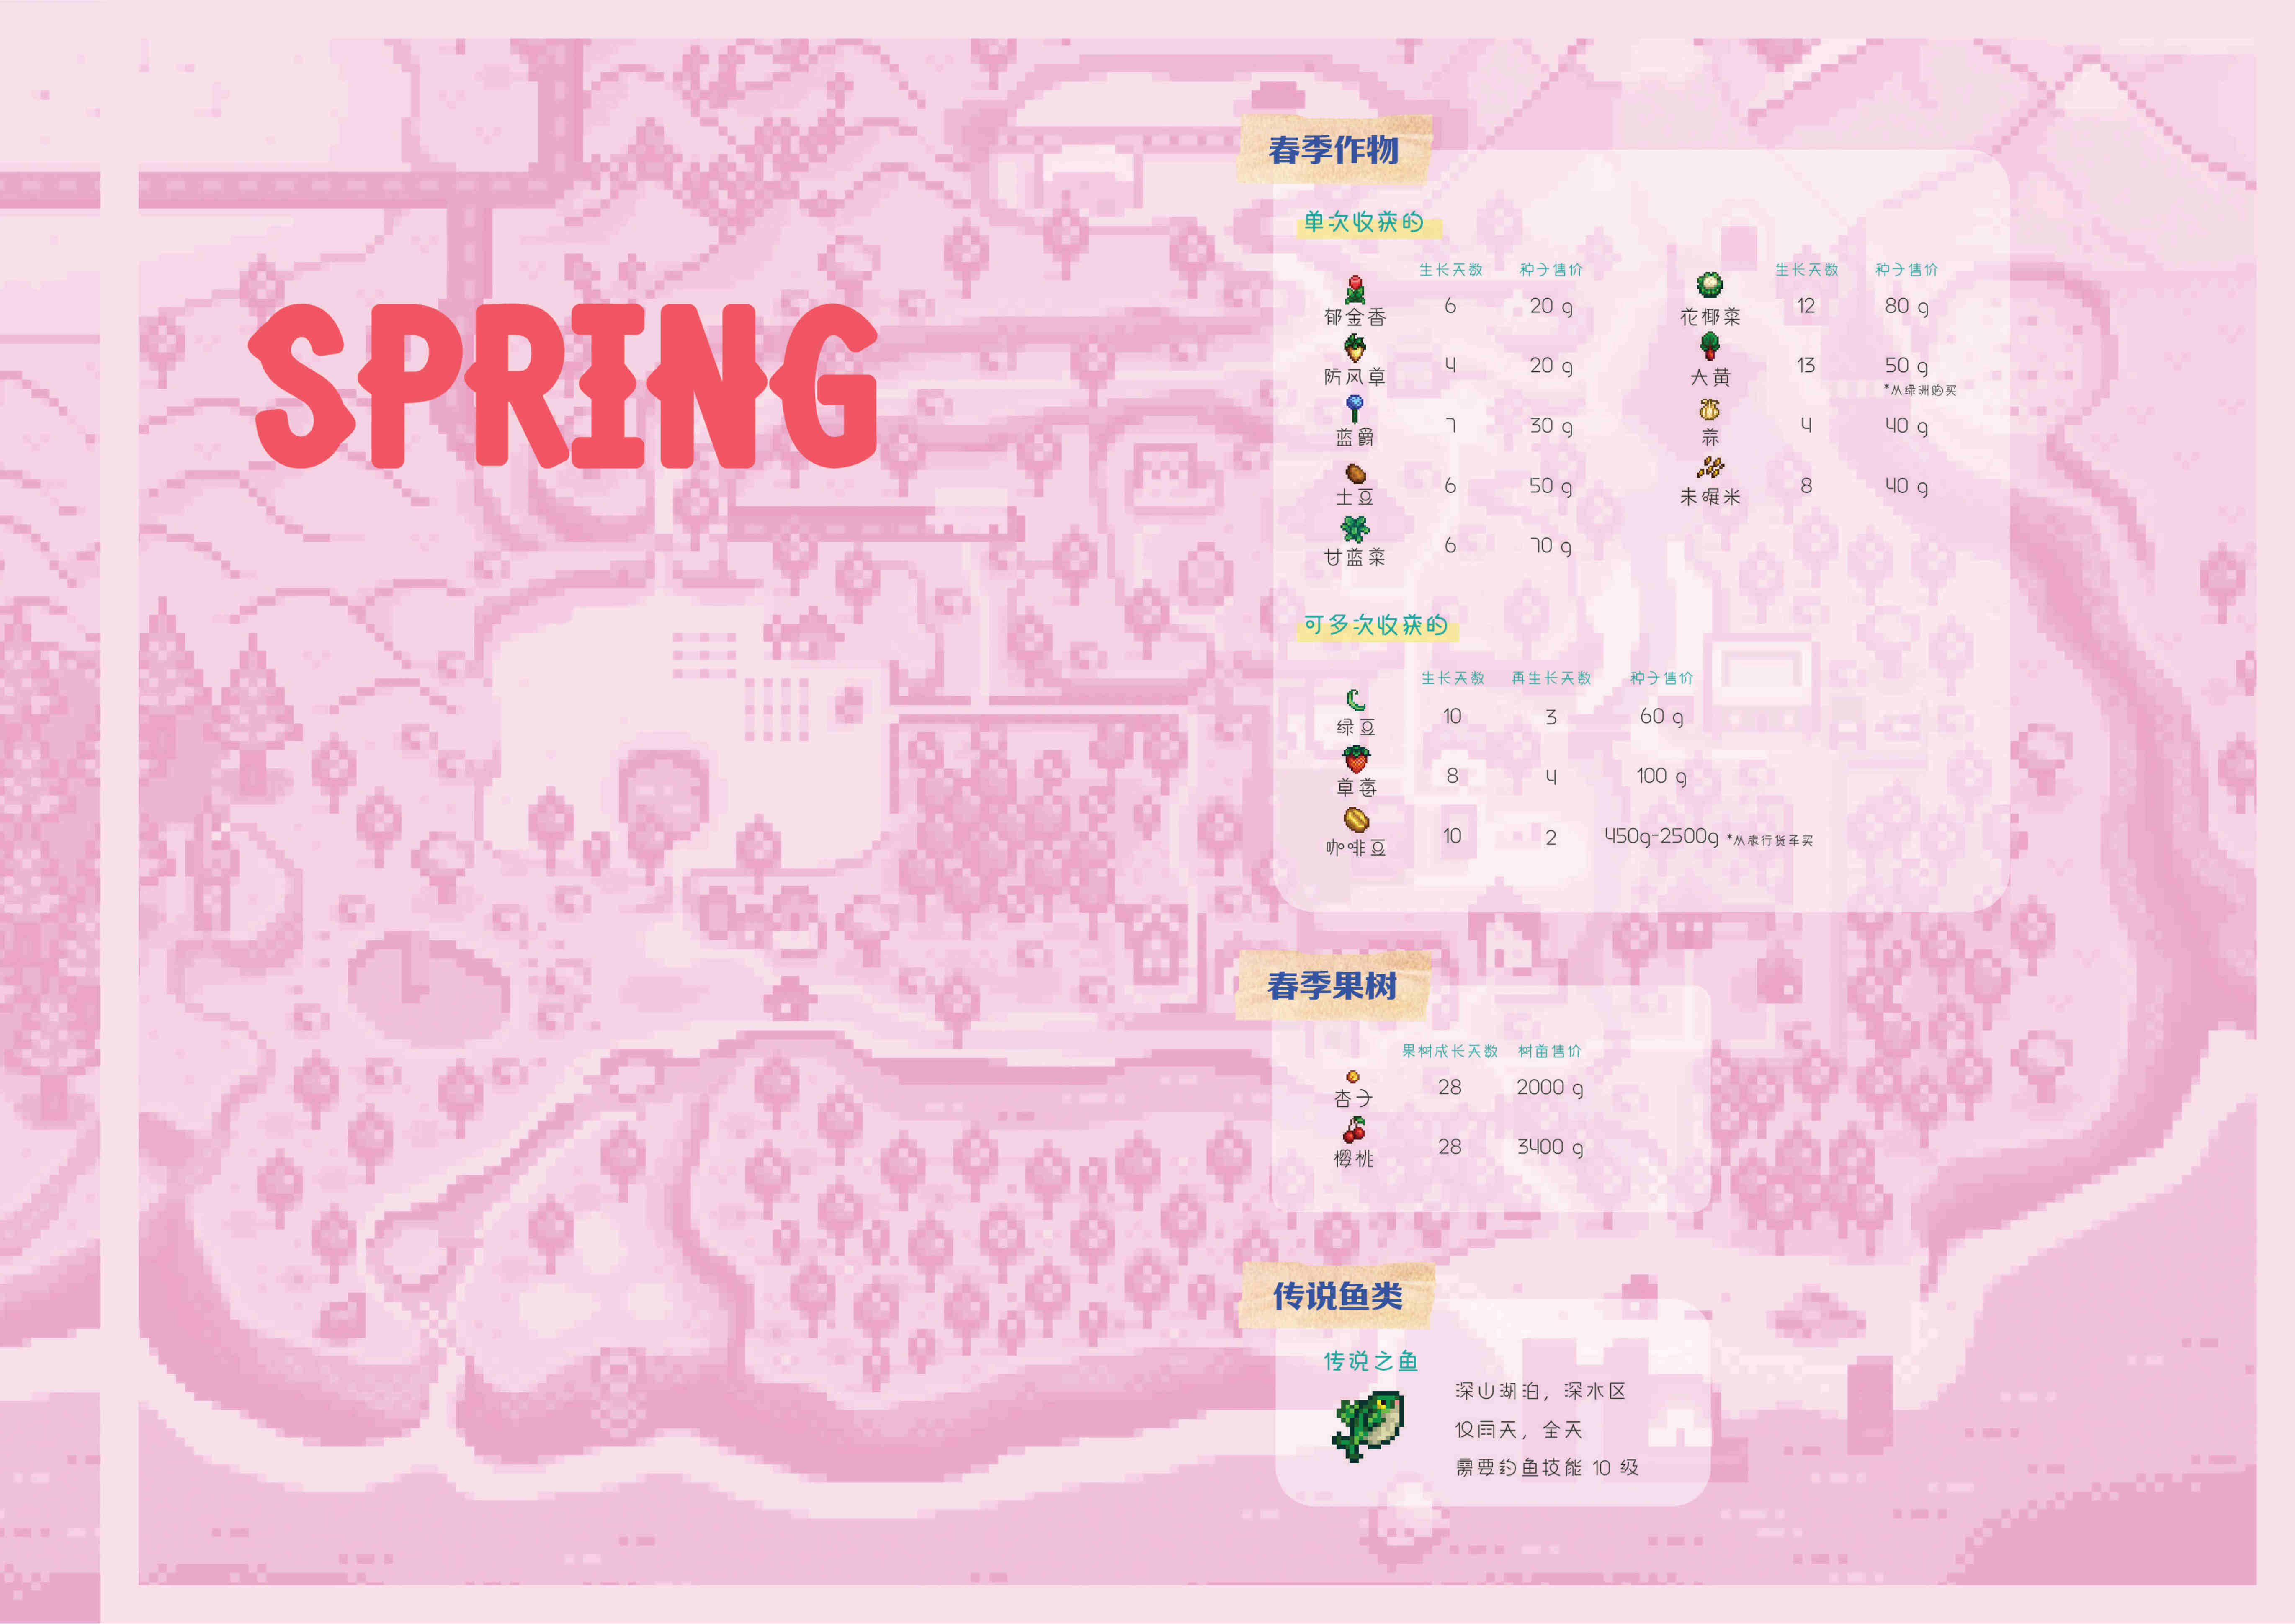 SPRING
春季作物
单次收获的
生长天数 种子售价
郁金香 6 20 g
防风草 4 20 g
蓝爵 7 30 g
土豆 6 50 g
甘蓝菜 6 70 g
生长天数 种子售价
花椰菜 12 80 g
大黄 13 50 g
*从绿洲购买
蒜 4 40 g
未碾米 8 40 g
可多次收获的
生长天数 再生长天数 种子售价
绿豆 10 3 60 g
草莓 8 4 100 g
咖啡豆 10 2 450g-2500g *从旅行货车买
春季果树
果树成长天数 树苗售价
杏子 28 2000 g
樱桃 28 3400 g
传说鱼类
传说之鱼
深山湖泊，深水区
仅雨天，全天
需要钓鱼技能 10 级